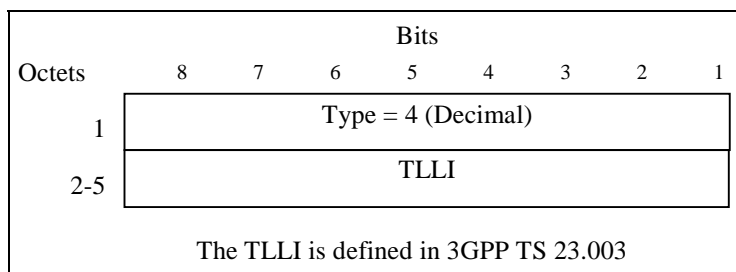 Bits
Octets 8 7 6 5 4 3 2 1
1 Type = 4 (Decimal)
2-5 TLLI
The TLLI is defined in 3GPP TS 23.003